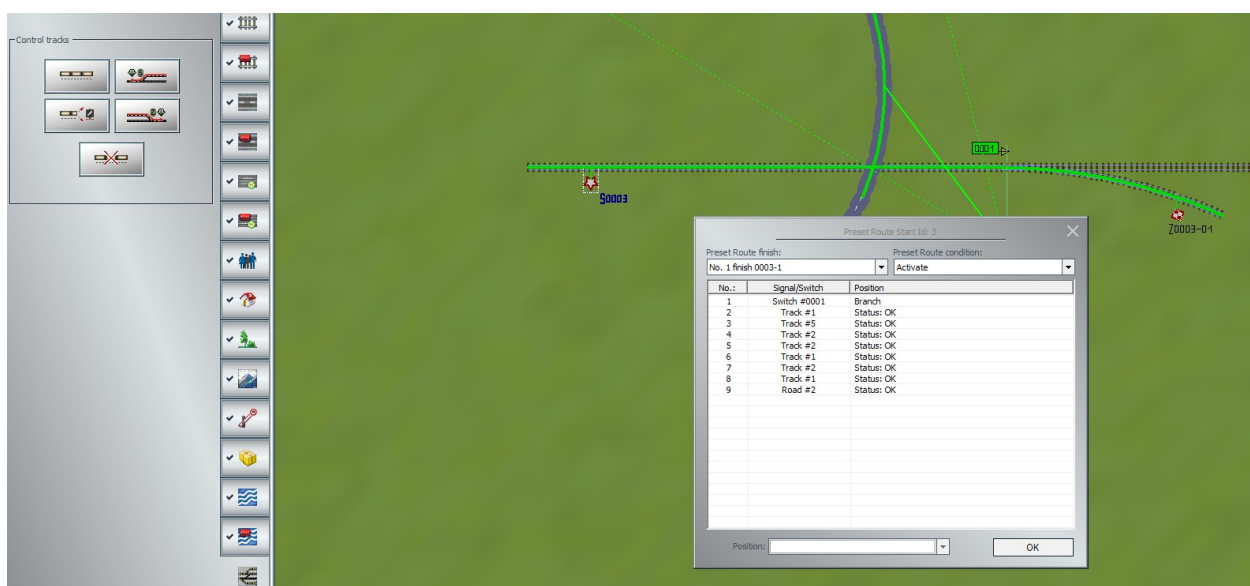 Control tracks
0001
S0003
Z0003-01
Preset Route Start Id: 3
Preset Route finish: Preset Route condition:
No. 1 finish 0003-1 Activate
No.: Signal/Switch Position
1 Switch #0001 Branch
2 Track #1 Status: OK
3 Track #5 Status: OK
4 Track #2 Status: OK
5 Track #2 Status: OK
6 Track #1 Status: OK
7 Track #2 Status: OK
8 Track #1 Status: OK
9 Road #2 Status: OK
Position: OK